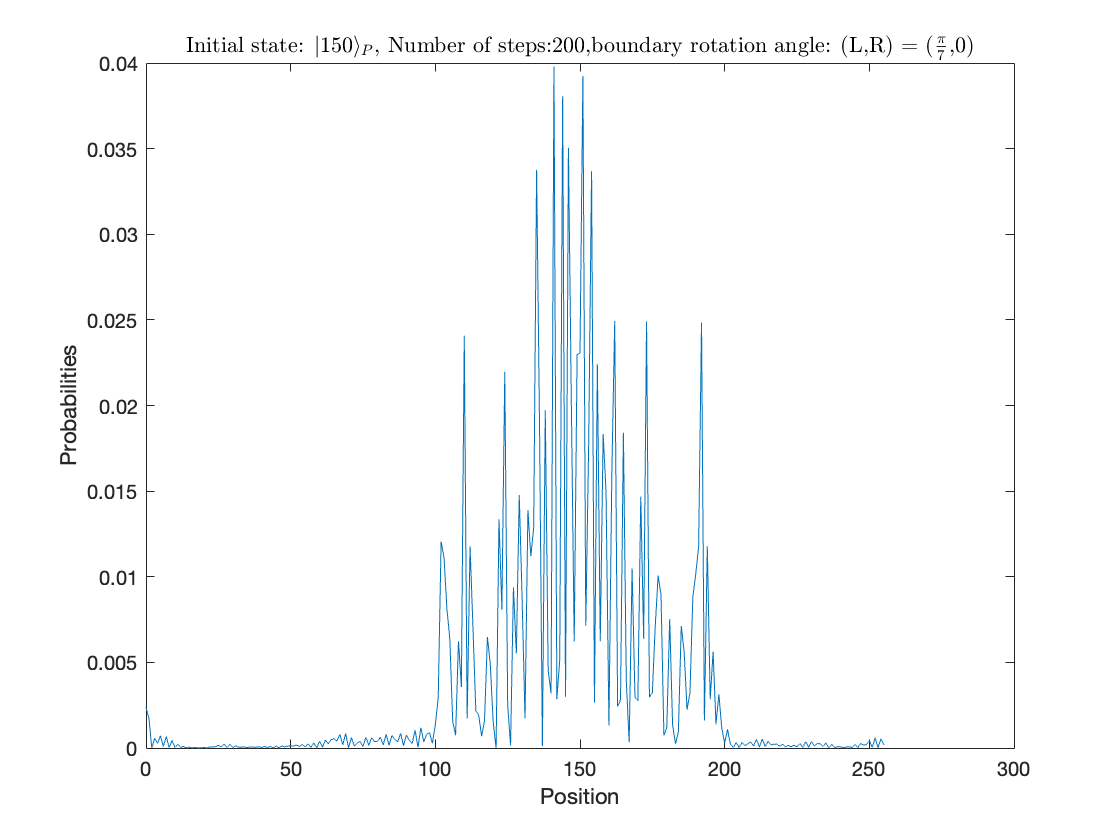 Initial state: |150⟩_P, Number of steps:200,boundary rotation angle: (L,R) = (π/7,0)
0.04
0.035
0.03
0.025
0.02
0.015
0.01
0.005
0
Probabilities
0 50 100 150 200 250 300
Position